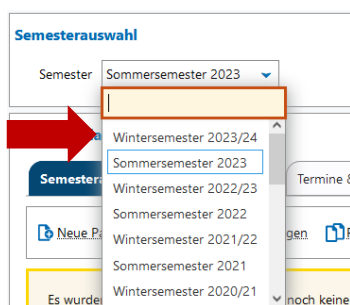 Semesterauswahl
Semester Sommersemester 2023
Wintersemester 2023/24
Sommersemester 2023
Wintersemester 2022/23
Sommersemester 2022
Wintersemester 2021/22
Sommersemester 2021
Wintersemester 2020/21
Semester
Termine &
Neue Pa
gen
Es wurde
noch keine